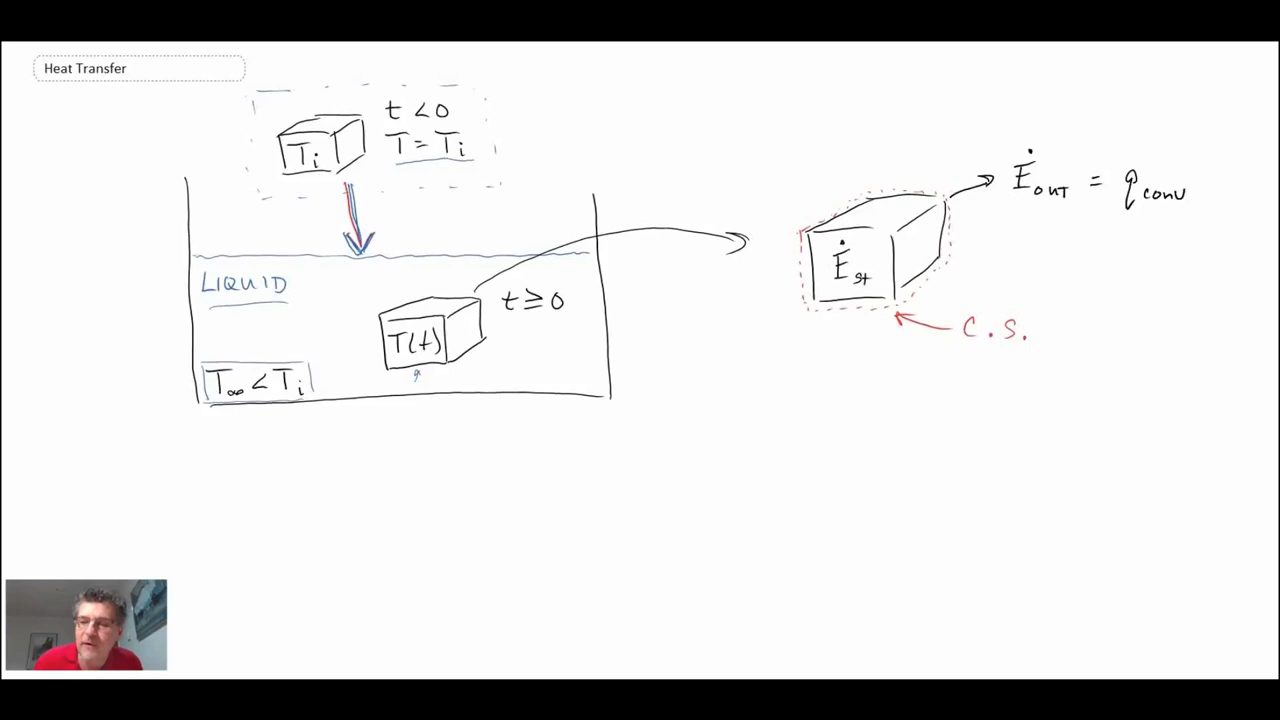 Heat Transfer
t < 0
Ti
T = Ti
LIQUID
T(t)
t ≥ 0
T∞ < Ti
Ėst
Ėout = qconv
C.S.